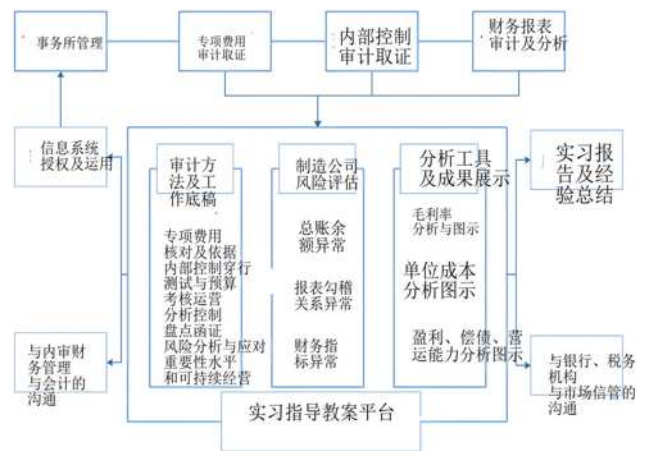 事务所管理
专项费用
审计取证
内部控制
审计取证
财务报表
审计及分析
信息系统
授权及运用
审计方
法及工
作底稿
制造公司
风险评估
分析工具
及成果展示
实习报
告及经
验总结
专项费用
核对及依据
内部控制穿行
测试与预算
考核运营
分析控制
盘点函证
风险分析与应对
重要性水平
和可持续经营
总账余
额异常
报表勾稽
关系异常
财务指
标异常
毛利率
分析与图示
单位成本
分析图示
盈利、偿债、营
运能力分析图示
与内审财
务管理
与会计的
沟通
与银行、税务
机构
与市场信管的
沟通
实习指导教案平台